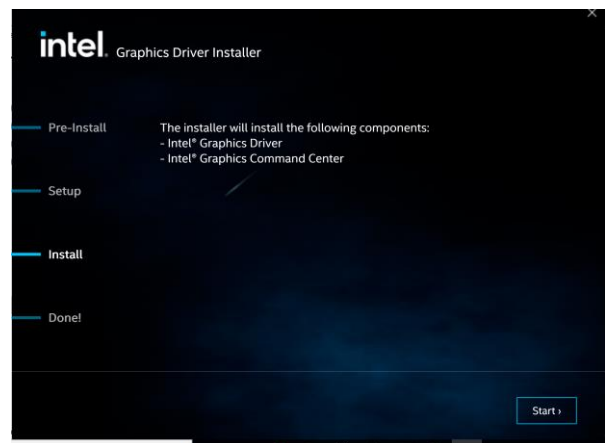 intel. Graphics Driver Installer
Pre-Install
The installer will install the following components:
- Intel® Graphics Driver
- Intel® Graphics Command Center
Setup
Install
Done!
Start ›